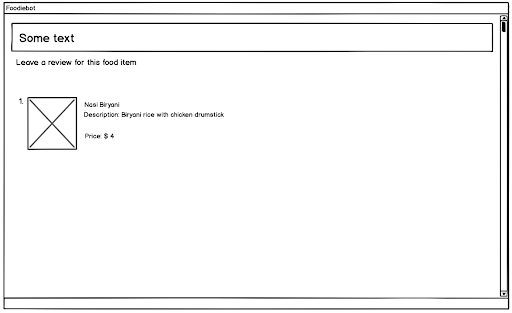 Foodiebot
Some text
Leave a review for this food item
1.
Nasi Biryani
Description: Biryani rice with chicken drumstick
Price: $ 4